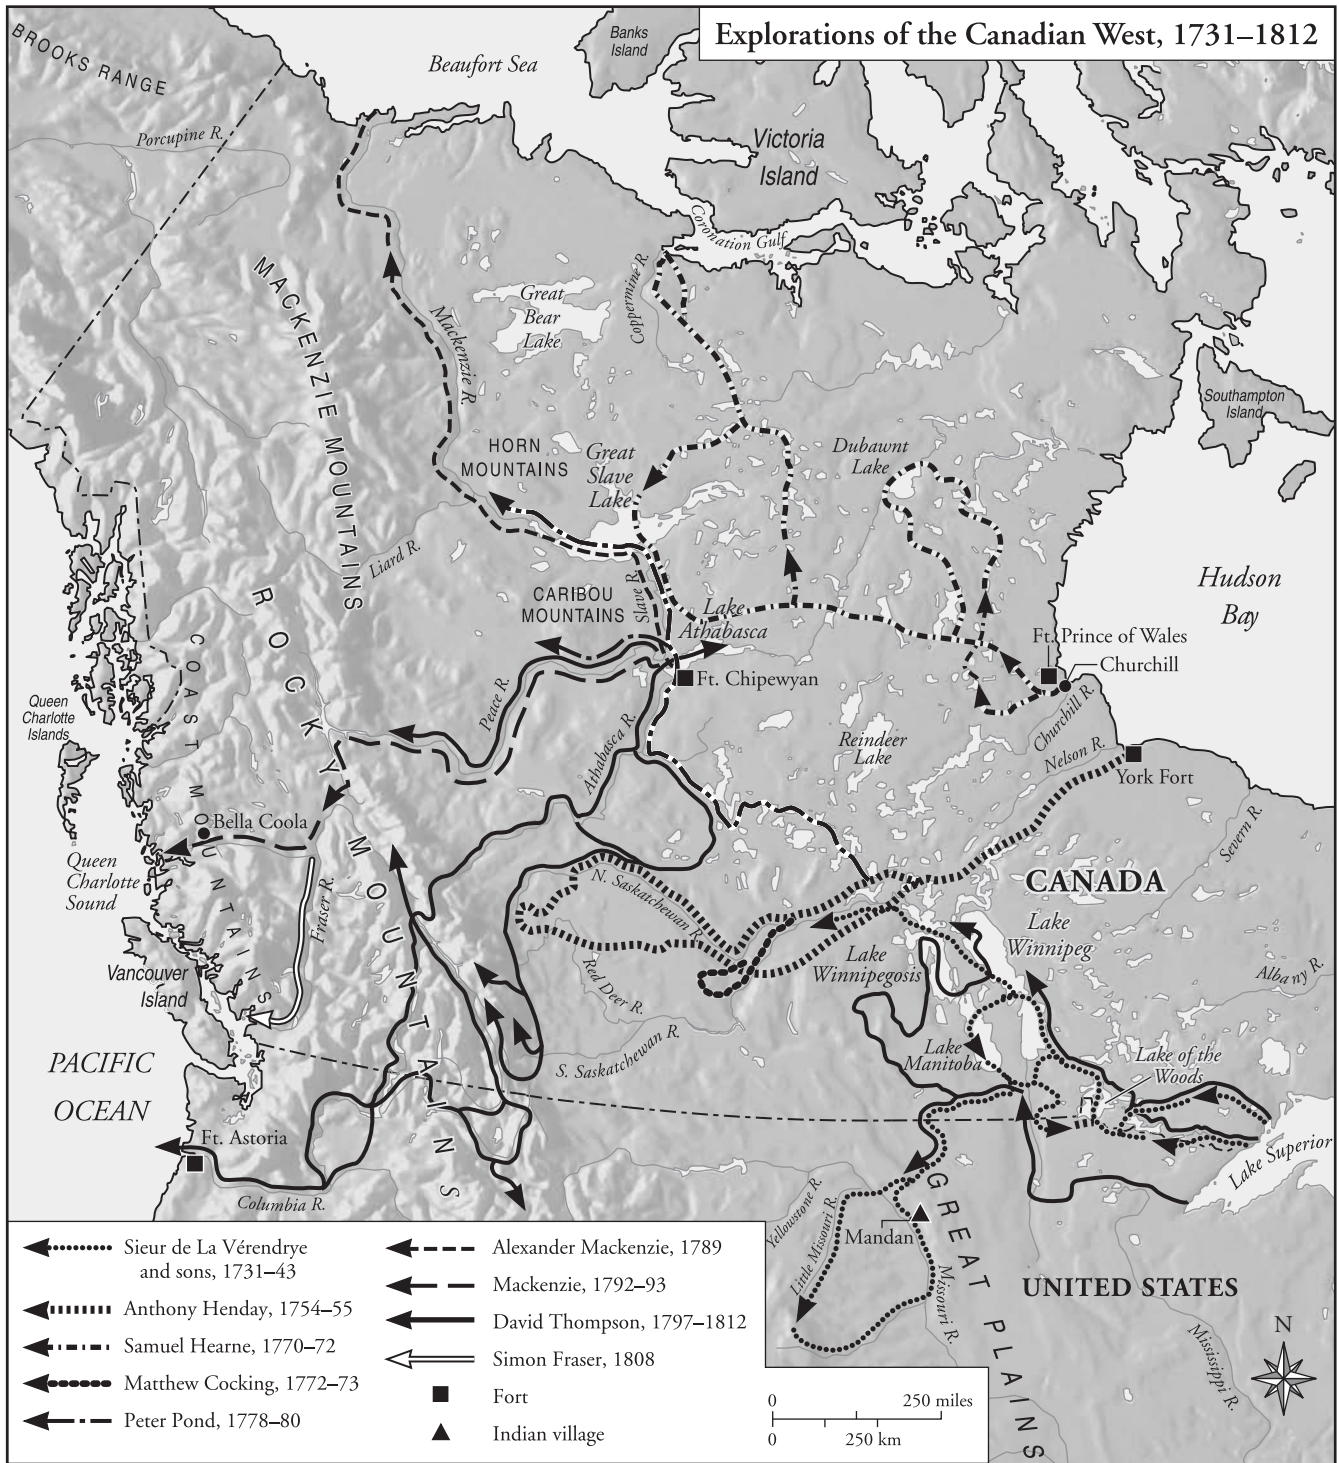 Explorations of the Canadian West, 1731–1812
BROOKS RANGE
Beaufort Sea
Banks
Island
Porcupine R.
Victoria
Island
Coronation Gulf
MACKENZIE MOUNTAINS
Great
Bear
Lake
Coppermine R.
Mackenzie R.
Southampton
Island
HORN
MOUNTAINS
Great
Slave
Lake
Dubawnt
Lake
Liard R.
Hudson
Bay
CARIBOU
MOUNTAINS
Slave R.
Lake
Athabasca
Ft. Prince of Wales
Churchill
ROCKY MOUNTAINS
COAST MOUNTAINS
Ft. Chipewyan
Queen
Charlotte
Islands
Peace R.
Athabasca R.
Reindeer
Lake
Churchill R.
Nelson R.
York Fort
Bella Coola
Severn R.
Queen
Charlotte
Sound
Fraser R.
N. Saskatchewan R.
CANADA
Lake
Winnipeg
Vancouver
Island
Lake
Winnipegosis
Red Deer R.
Albany R.
S. Saskatchewan R.
PACIFIC
OCEAN
Lake
Manitoba
Lake of the
Woods
Ft. Astoria
Columbia R.
Lake Superior
Yellowstone R.
Little Missouri R.
Mandan
Missouri R.
GREAT PLAINS
UNITED STATES
Mississippi R.
N
Sieur de La Vérendrye
and sons, 1731–43
Anthony Henday, 1754–55
Samuel Hearne, 1770–72
Matthew Cocking, 1772–73
Peter Pond, 1778–80
Alexander Mackenzie, 1789
Mackenzie, 1792–93
David Thompson, 1797–1812
Simon Fraser, 1808
Fort
Indian village
0 250 miles
0 250 km